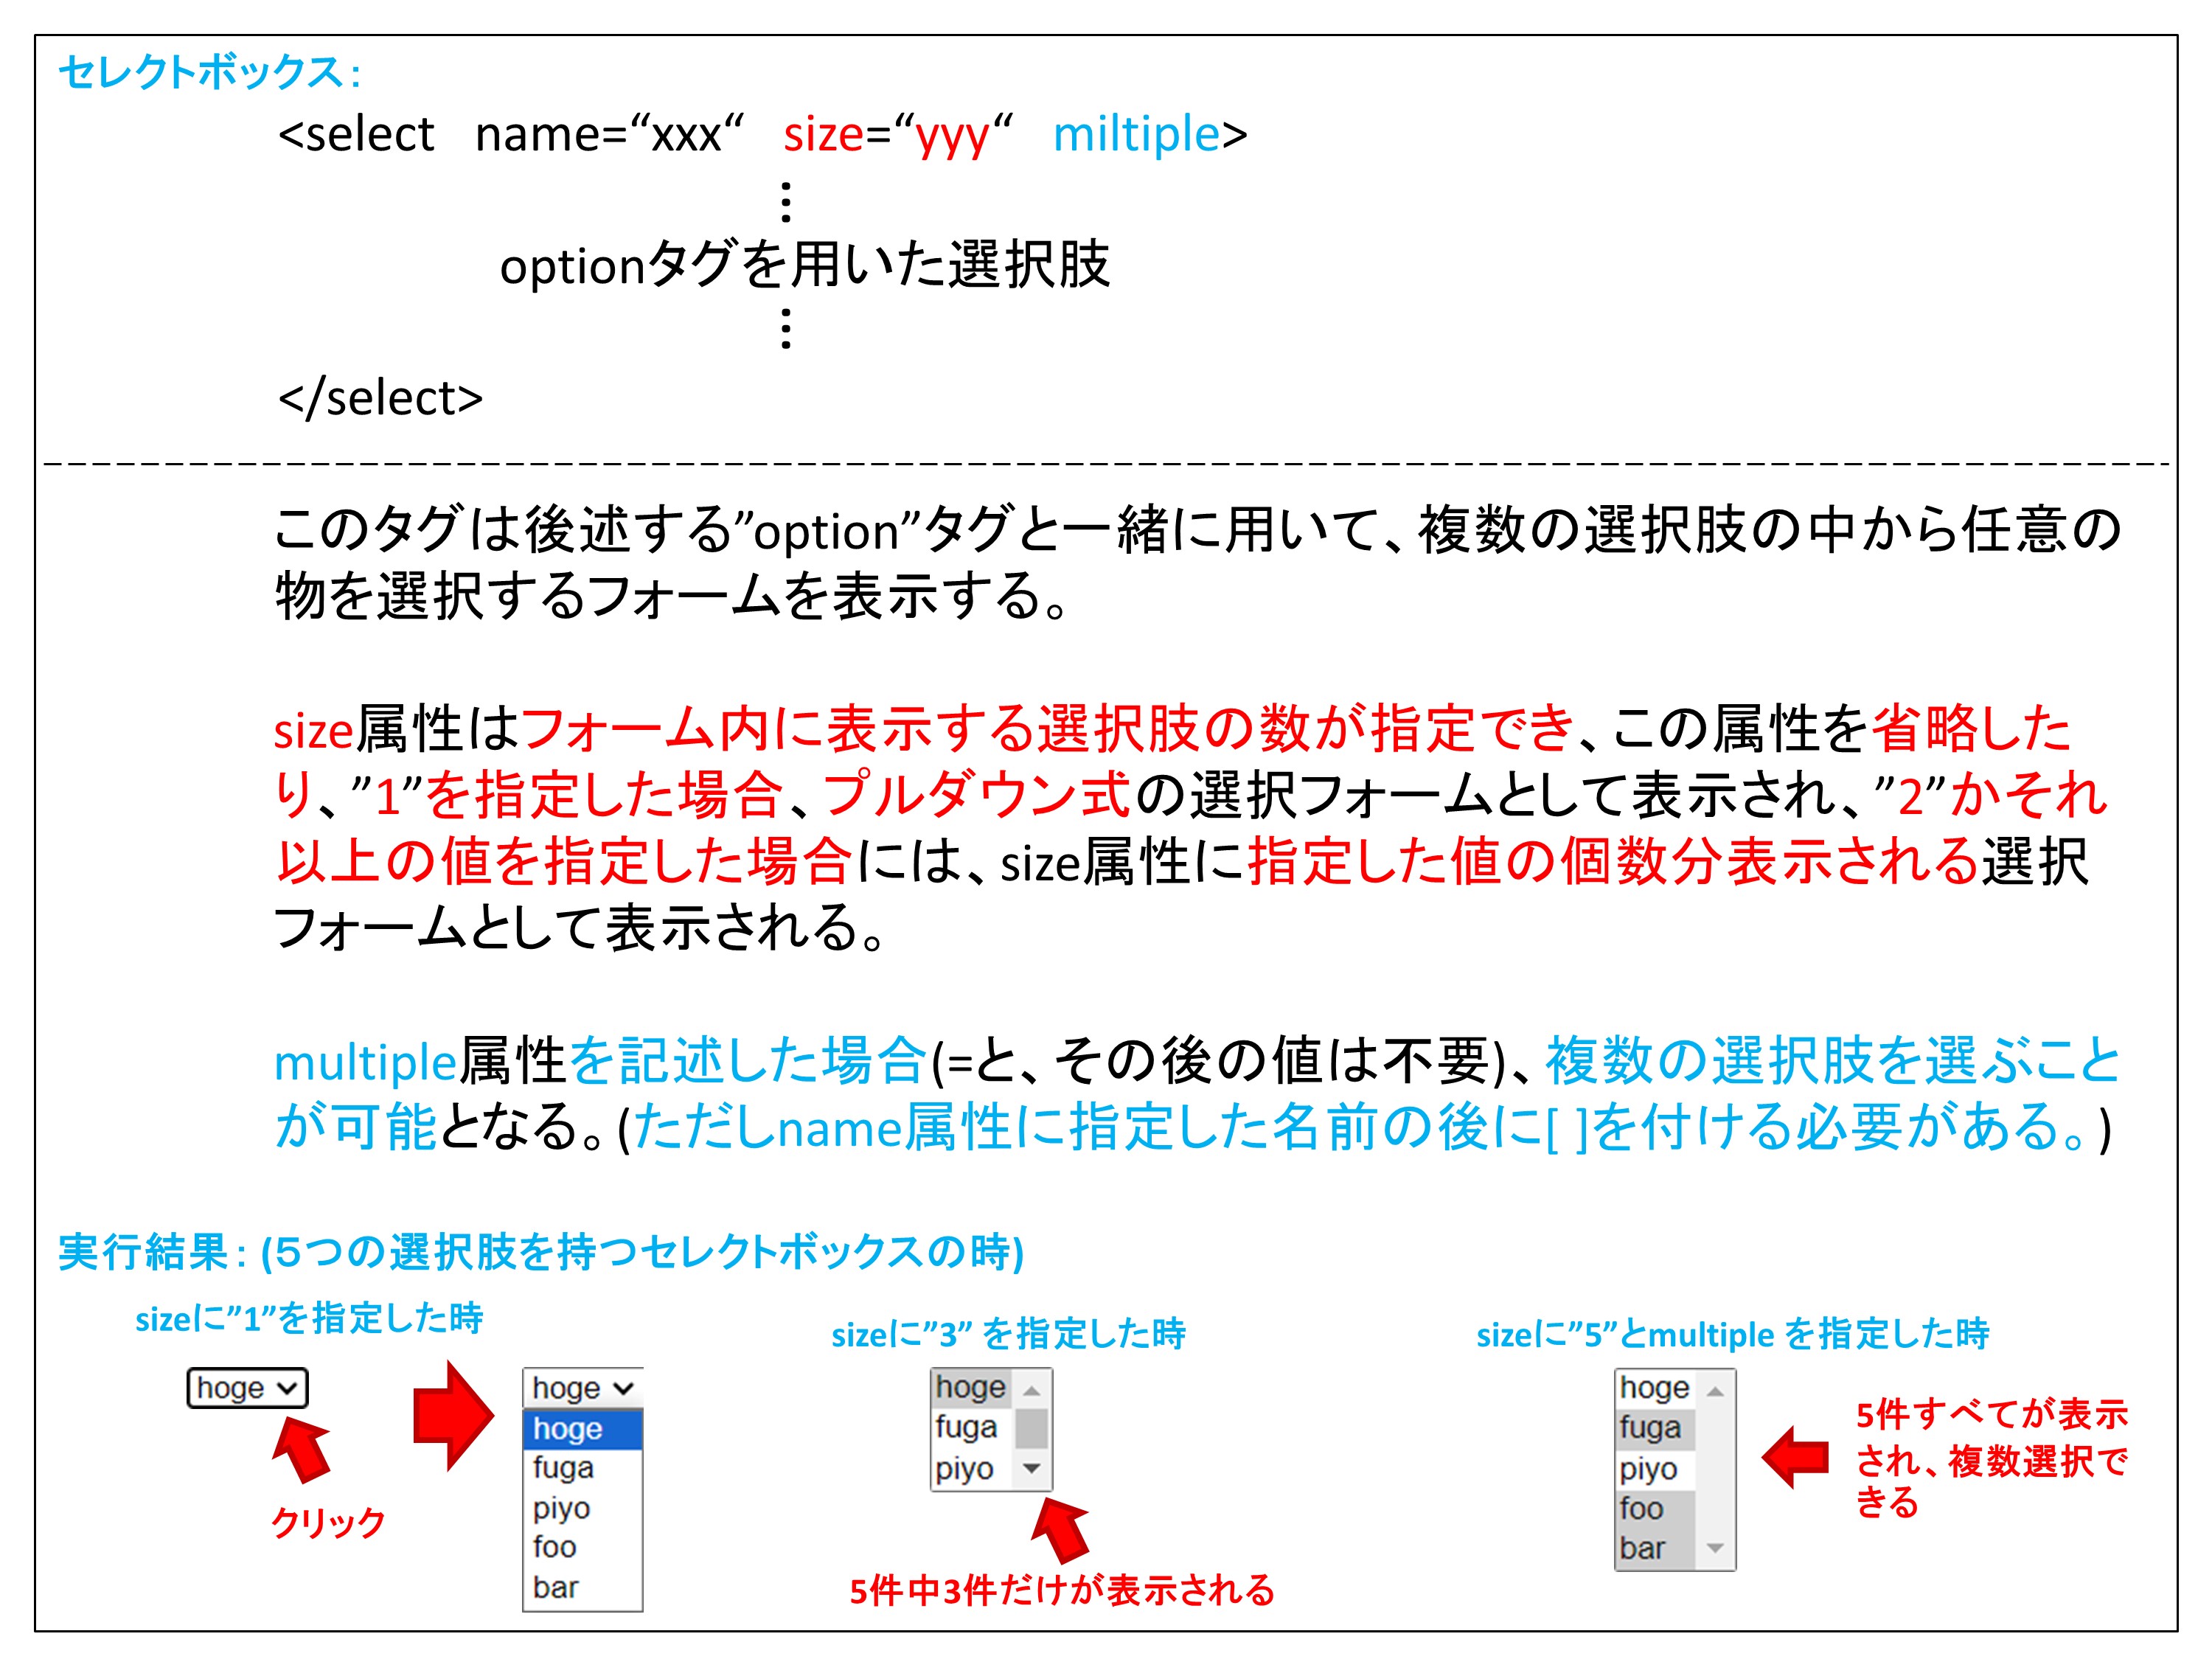 セレクトボックス：
<select name=“xxx“ size=“yyy“ miltiple>
⋮
optionタグを用いた選択肢
⋮
</select>
このタグは後述する”option”タグと一緒に用いて、複数の選択肢の中から任意の
物を選択するフォームを表示する。
size属性はフォーム内に表示する選択肢の数が指定でき、この属性を省略した
り、”1”を指定した場合、プルダウン式の選択フォームとして表示され、”2”かそれ
以上の値を指定した場合には、size属性に指定した値の個数分表示される選択
フォームとして表示される。
multiple属性を記述した場合(=と、その後の値は不要)、複数の選択肢を選ぶこと
が可能となる。(ただしname属性に指定した名前の後に[ ]を付ける必要がある。)
実行結果：(５つの選択肢を持つセレクトボックスの時)
sizeに”1”を指定した時
hoge
クリック
hoge
hoge
fuga
piyo
foo
bar
sizeに”3” を指定した時
hoge
fuga
piyo
5件中3件だけが表示される
sizeに”5”とmultiple を指定した時
hoge
fuga
piyo
foo
bar
5件すべてが表示
され、複数選択で
きる